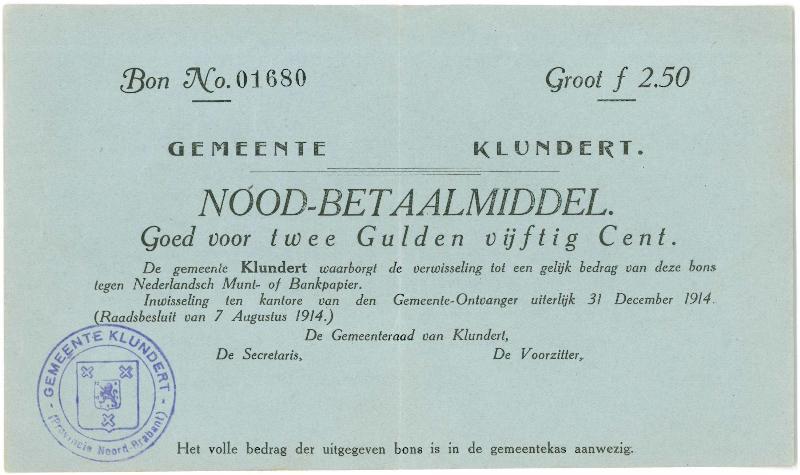 Bon No. 01680
Groot f 2.50
GEMEENTE KLUNDERT.
NOOD-BETAALMIDDEL.
Goed voor twee Gulden vijftig Cent.
De gemeente Klundert waarborgt de verwisseling tot een gelijk bedrag van deze bons
tegen Nederlandsch Munt- of Bankpapier.
Inwisseling ten kantore van den Gemeente-Ontvanger uiterlijk 31 December 1914.
(Raadsbesluit van 7 Augustus 1914.)
De Gemeenteraad van Klundert,
De Secretaris, De Voorzitter,
GEMEENTE KLUNDERT
(Provincie Noord-Brabant)
Het volle bedrag der uitgegeven bons is in de gemeentekas aanwezig.